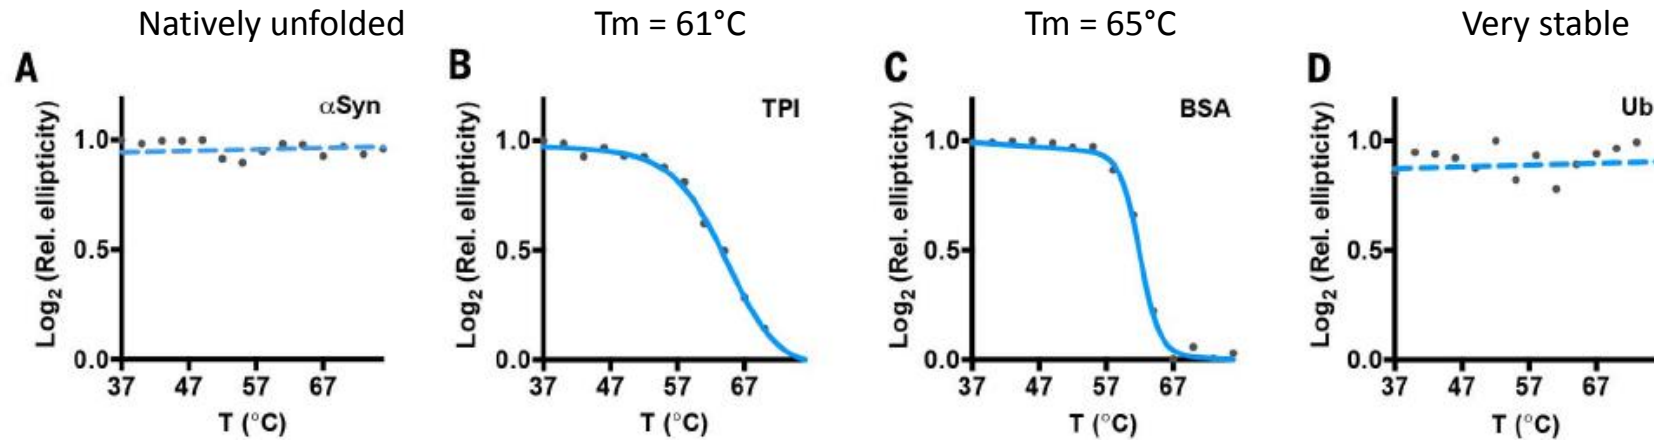 Natively unfolded
Tm = 61°C
Tm = 65°C
Very stable
A
αSyn
Log2 (Rel. ellipticity)
1.0
0.5
0.0
37 47 57 67
T (°C)
B
TPI
Log2 (Rel. ellipticity)
1.0
0.5
0.0
37 47 57 67
T (°C)
C
BSA
Log2 (Rel. ellipticity)
1.0
0.5
0.0
37 47 57 67
T (°C)
D
Ub
Log2 (Rel. ellipticity)
1.0
0.5
0.0
37 47 57 67
T (°C)